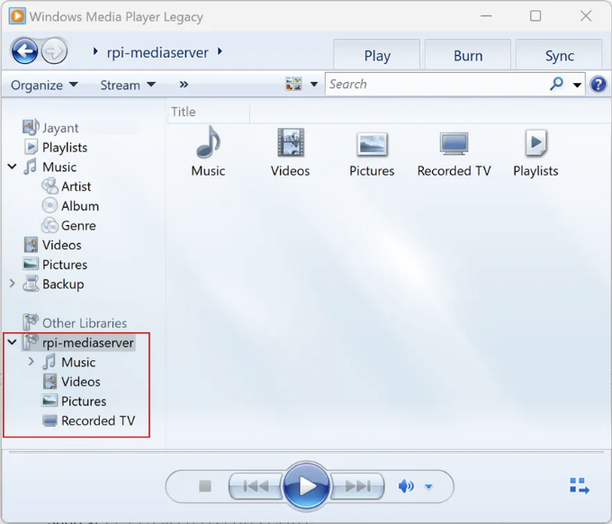 Windows Media Player Legacy
rpi-mediaserver
Play
Burn
Sync
Organize
Stream
»
Search
?
Title
Jayant
Playlists
Music
Artist
Album
Genre
Videos
Pictures
Backup
Other Libraries
rpi-mediaserver
Music
Videos
Pictures
Recorded TV
Music
Videos
Pictures
Recorded TV
Playlists